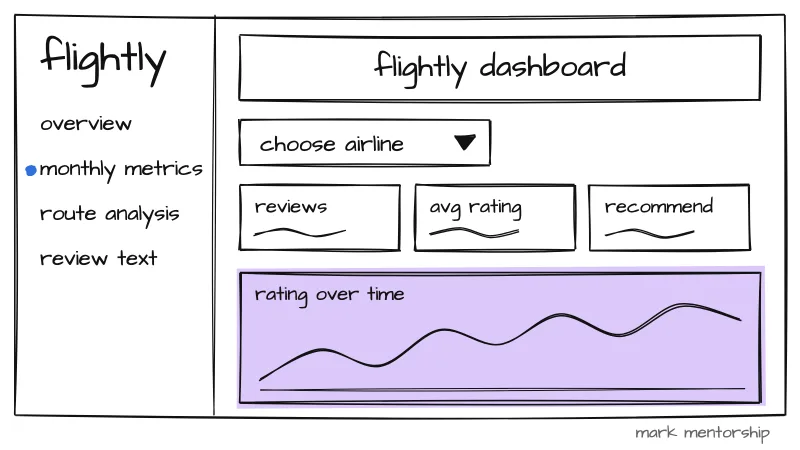 flightly
overview
monthly metrics
route analysis
review text
flightly dashboard
choose airline
reviews
avg rating
recommend
rating over time
mark mentorship